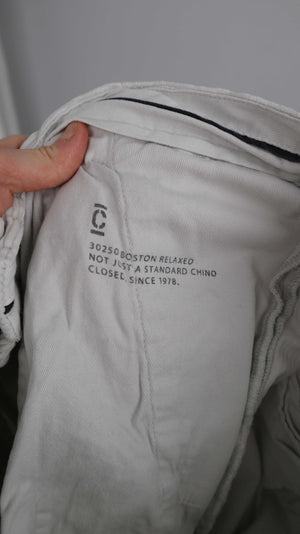 C
30250 BOSTON RELAXED
NOT JUST A STANDARD CHINO
CLOSED, SINCE 1978.